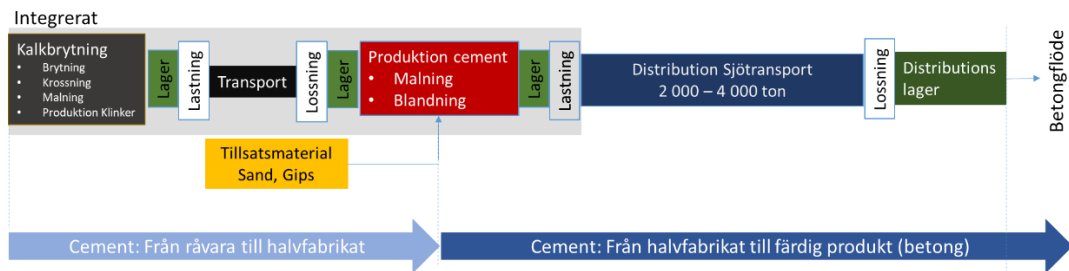 Integrerat
Kalkbrytning
• Brytning
• Krossning
• Malning
• Produktion Klinker
Lager
Lastning
Transport
Lossning
Lager
Produktion cement
• Malning
• Blandning
Lager
Lastning
Distribution Sjötransport
2 000 – 4 000 ton
Lossning
Distributions
lager
Betongflöde
Tillsatsmaterial
Sand, Gips
Cement: Från råvara till halvfabrikat
Cement: Från halvfabrikat till färdig produkt (betong)